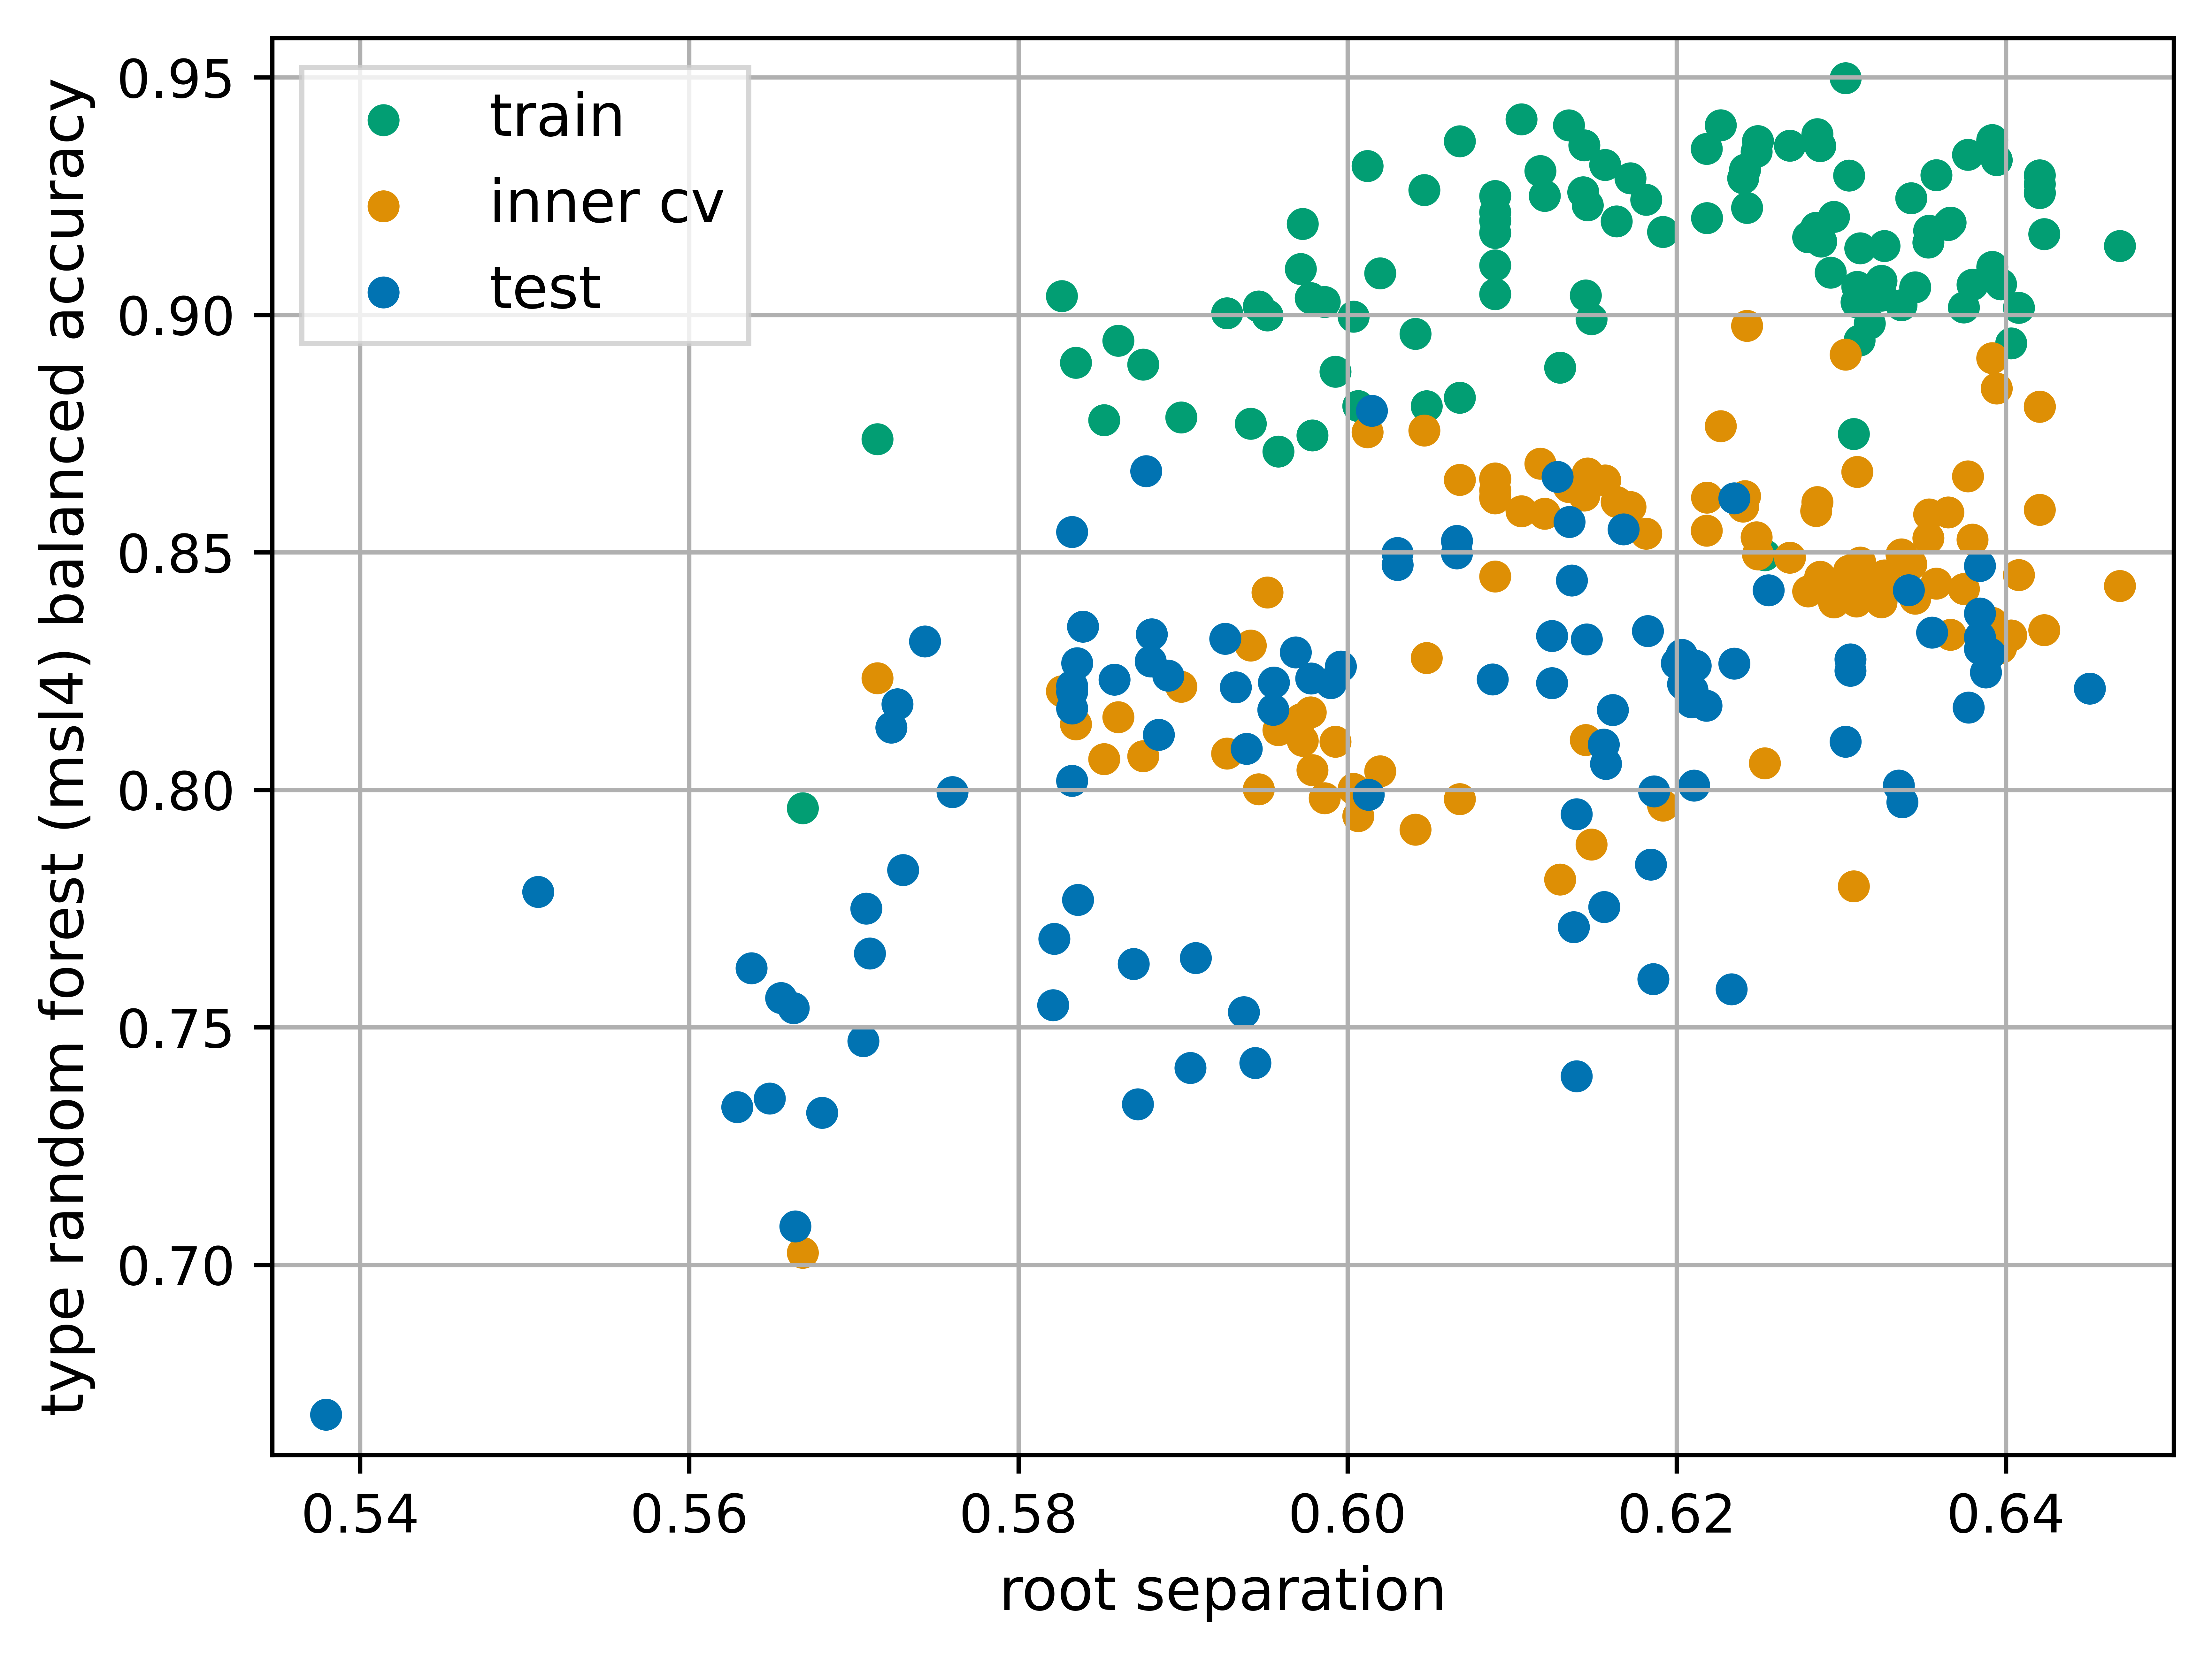 type random forest (msl4) balanced accuracy
0.95
0.90
0.85
0.80
0.75
0.70
train
inner cv
test
0.54
0.56
0.58
0.60
0.62
0.64
root separation